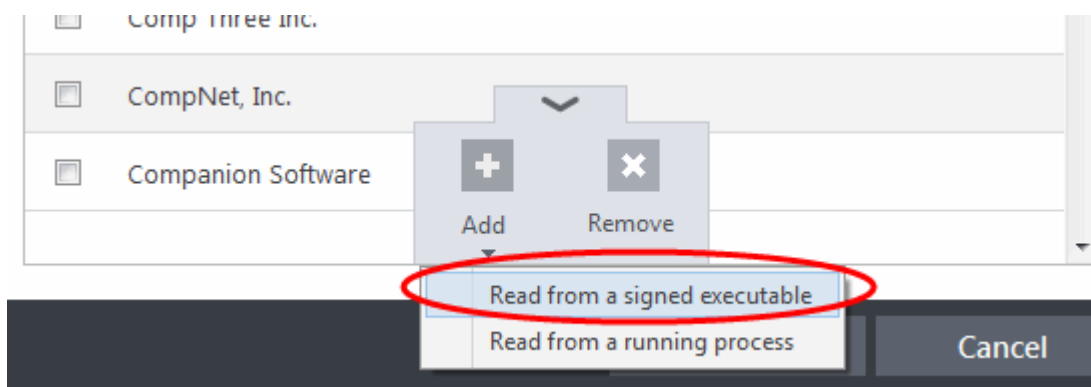 Comp Three Inc.
CompNet, Inc.
Companion Software
Add
Remove
Read from a signed executable
Read from a running process
Cancel